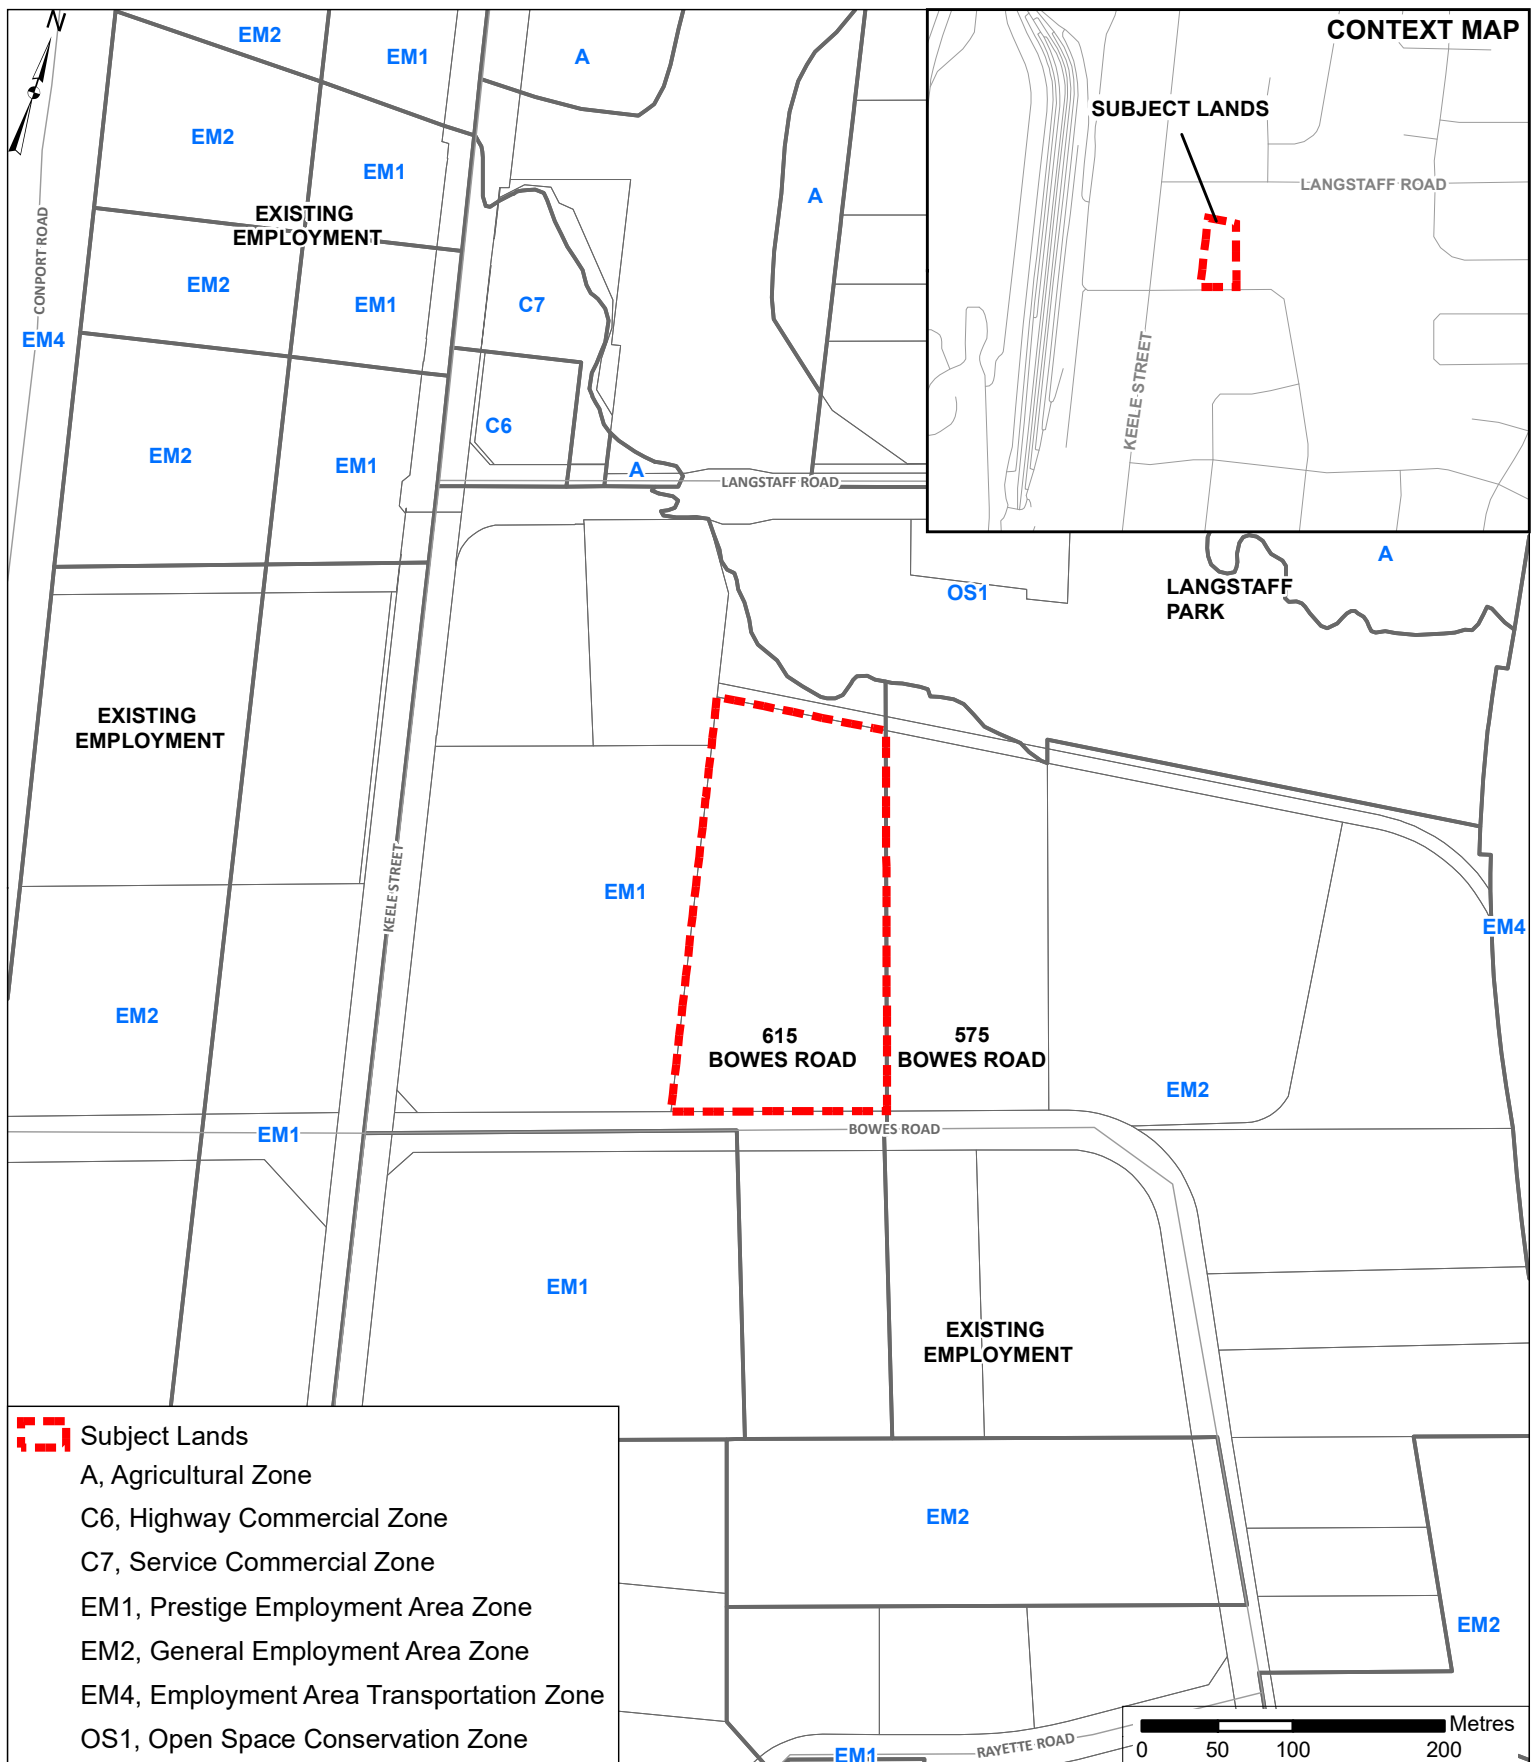 N
EM2
EM1
A
CONTEXT MAP
SUBJECT LANDS
LANGSTAFF ROAD
KEELE STREET
EM2
EM1
A
EXISTING
EMPLOYMENT
CONPORT ROAD
EM2
EM1
C7
EM4
C6
EM2
EM1
A
LANGSTAFF ROAD
A
OS1
LANGSTAFF
PARK
EXISTING
EMPLOYMENT
KEELE STREET
EM1
EM4
EM2
615
BOWES ROAD
575
BOWES ROAD
EM2
EM1
BOWES ROAD
EM1
EXISTING
EMPLOYMENT
EM2
EM2
EM1
RAYETTE ROAD
Subject Lands
A, Agricultural Zone
C6, Highway Commercial Zone
C7, Service Commercial Zone
EM1, Prestige Employment Area Zone
EM2, General Employment Area Zone
EM4, Employment Area Transportation Zone
OS1, Open Space Conservation Zone
Metres
0 50 100 200